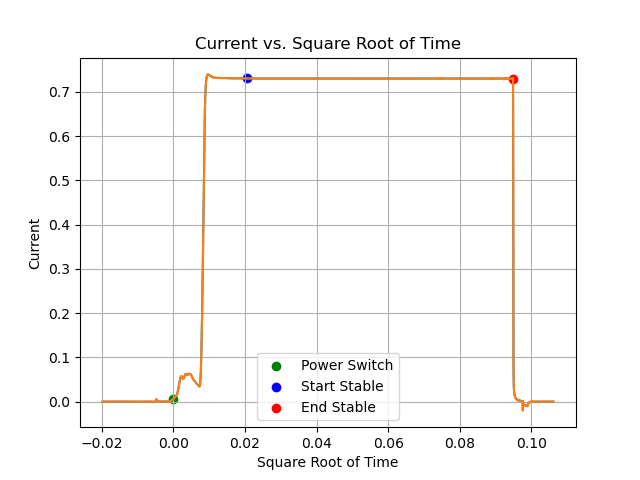 Current vs. Square Root of Time
Current
0.7
0.6
0.5
0.4
0.3
0.2
0.1
0.0
Power Switch
Start Stable
End Stable
−0.02 0.00 0.02 0.04 0.06 0.08 0.10
Square Root of Time